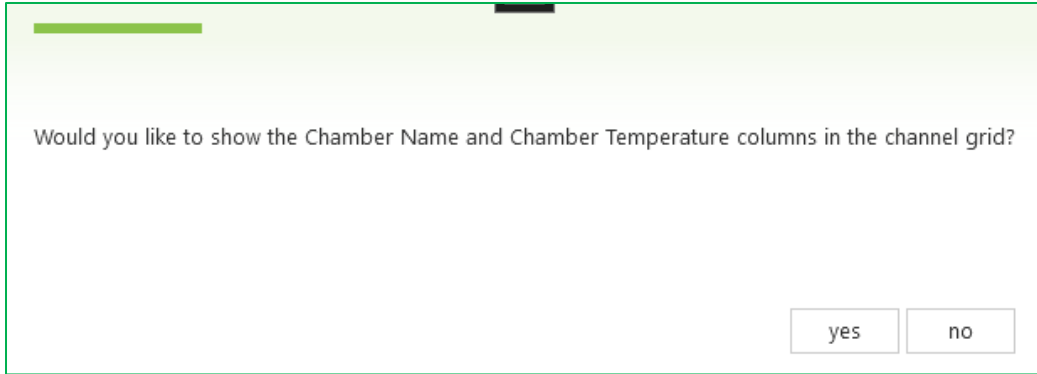 Would you like to show the Chamber Name and Chamber Temperature columns in the channel grid?
yes
no